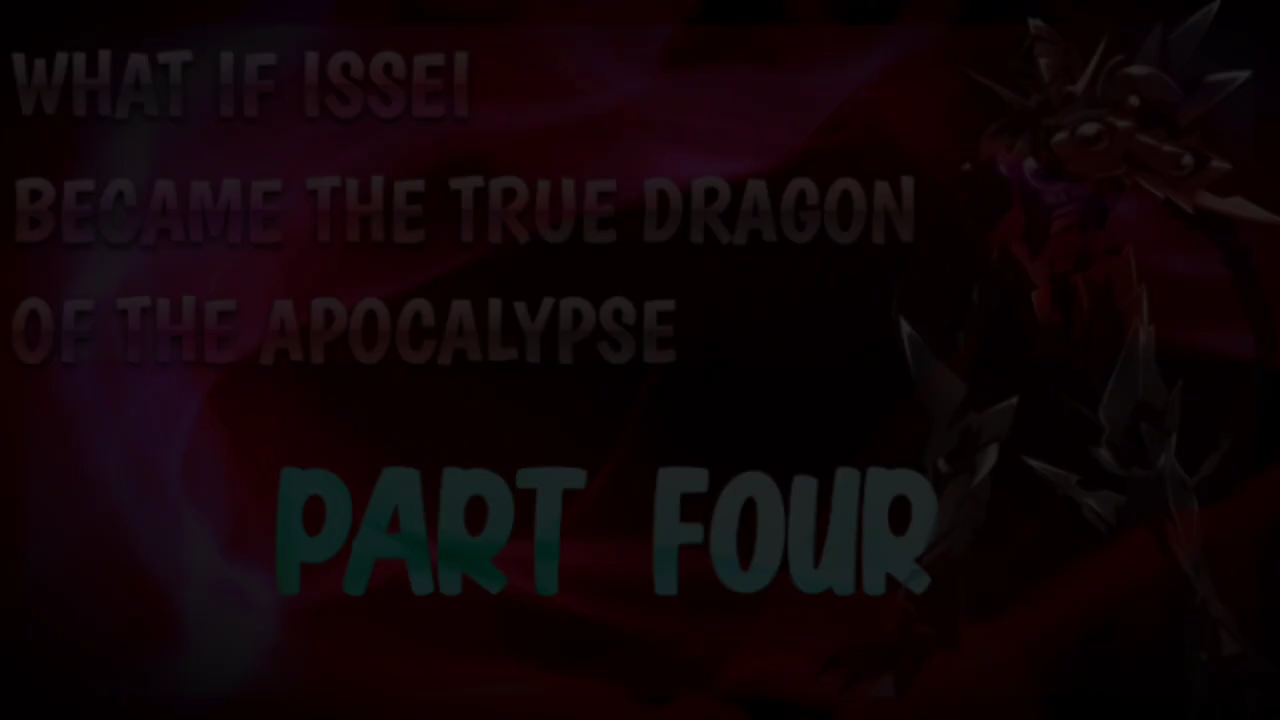 WHAT IF ISSEI
BECAME THE TRUE DRAGON
OF THE APOCALYPSE
PART FOUR